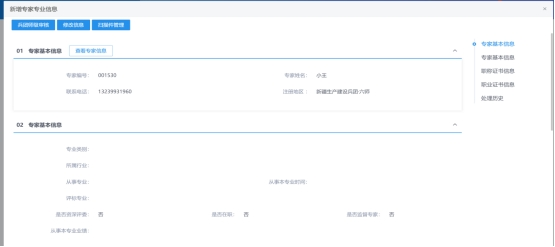 新增专家专业信息 ×
兵团师级审核 修改信息 扫描件管理
01 专家基本信息 查看专家信息
专家编号： 001530 专家姓名： 小王
联系电话： 13239931960 注册地区： 新疆生产建设兵团·六师
02 专家基本信息
专业类别：
所属行业：
从事专业： 从事本专业时间：
评标专业：
是否资深评委： 否 是否在职： 否 是否监督专家： 否
从事本专业业绩：
专家基本信息
专家基本信息
职称证书信息
职业证书信息
处理历史